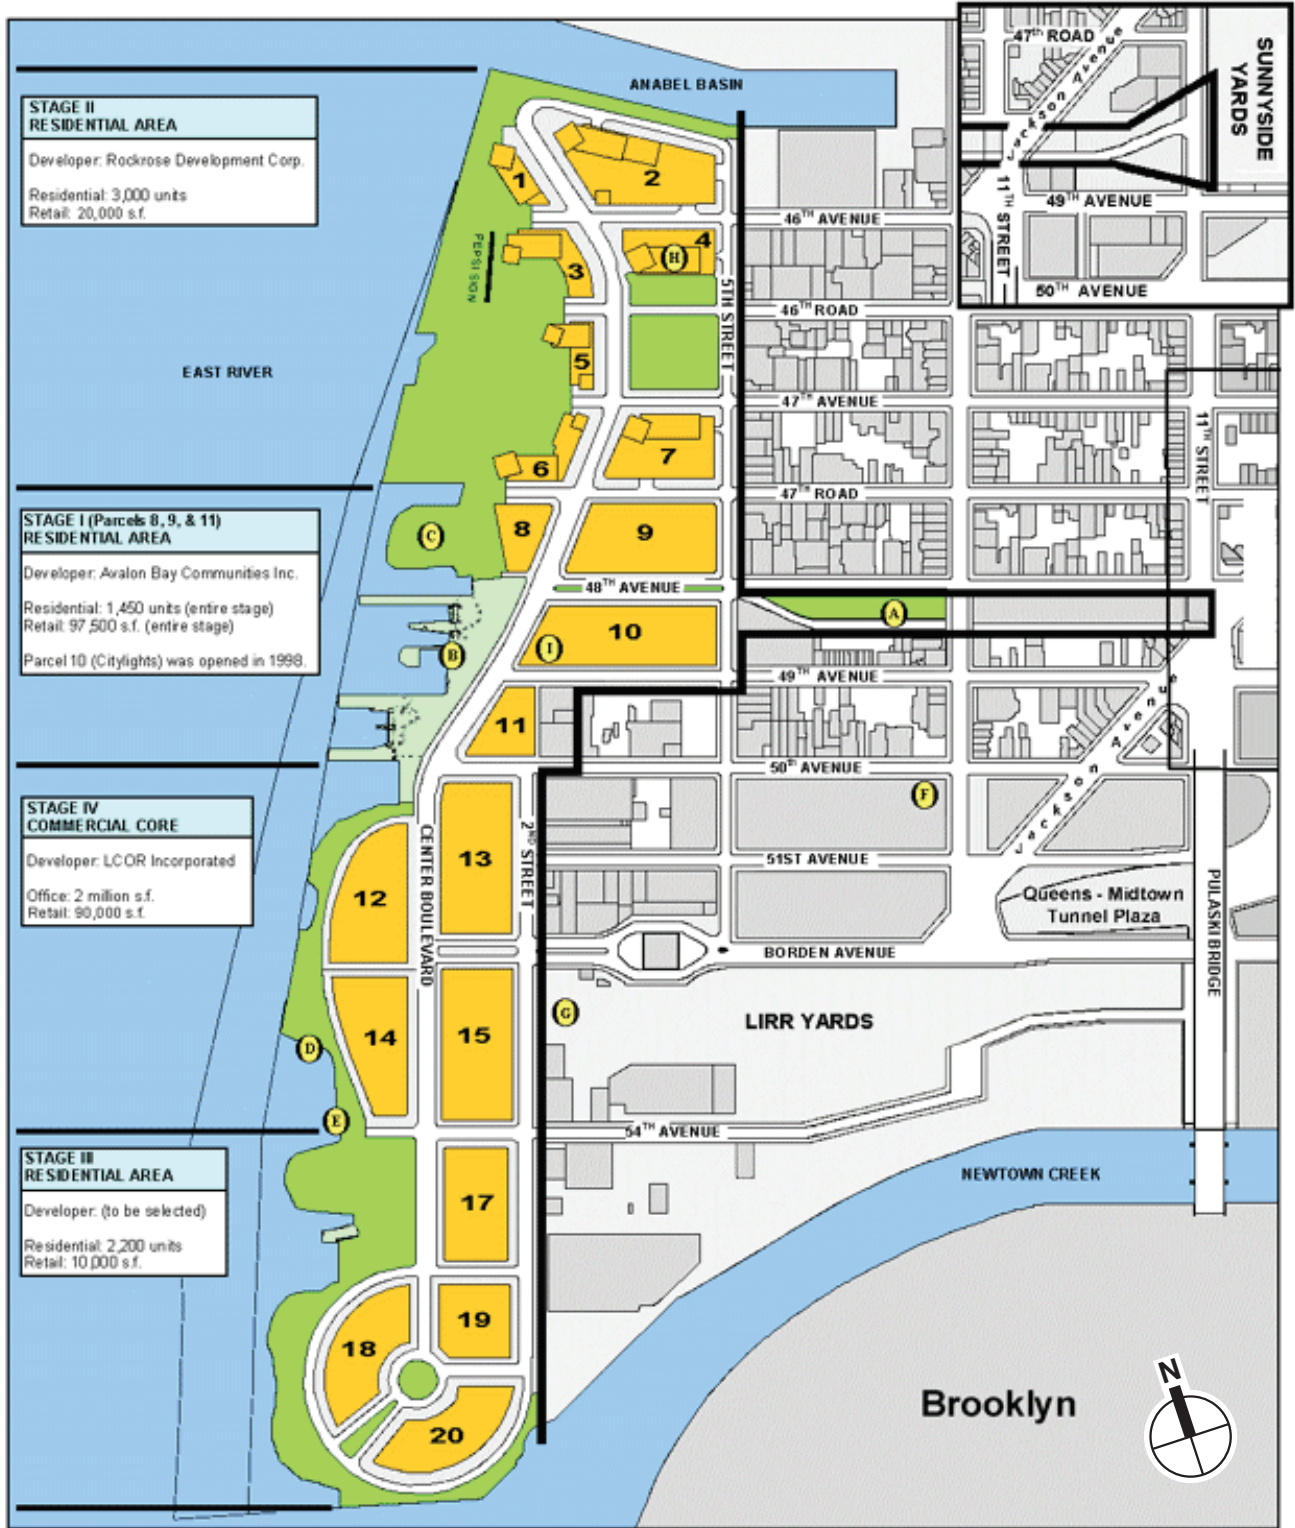 ANABEL BASIN
47th ROAD
Jackson Avenue
SUNNYSIDE
YARDS
11TH STREET
49TH AVENUE
50TH AVENUE
STAGE II
RESIDENTIAL AREA
Developer: Rockrose Development Corp.
Residential: 3,000 units
Retail: 20,000 s.f.
1
2
3
4
H
PEPSI SIGN
5
6
7
5TH STREET
46TH AVENUE
46TH ROAD
47TH AVENUE
47TH ROAD
11TH STREET
EAST RIVER
STAGE I (Parcels 8, 9, & 11)
RESIDENTIAL AREA
Developer: Avalon Bay Communities Inc.
Residential: 1,450 units (entire stage)
Retail: 97,500 s.f. (entire stage)
Parcel 10 (Citylights) was opened in 1998.
C
8
9
48TH AVENUE
A
B
I
10
49TH AVENUE
11
50th AVENUE
Jackson Avenue
F
STAGE IV
COMMERCIAL CORE
Developer: LCOR Incorporated
Office: 2 million s.f.
Retail: 90,000 s.f.
12
13
CENTER BOULEVARD
2ND STREET
51ST AVENUE
Queens - Midtown
Tunnel Plaza
PULASKI BRIDGE
BORDEN AVENUE
14
15
D
E
G
LIRR YARDS
54TH AVENUE
STAGE III
RESIDENTIAL AREA
Developer: (to be selected)
Residential: 2,200 units
Retail: 10,000 s.f.
17
NEWTOWN CREEK
18
19
20
Brooklyn
N